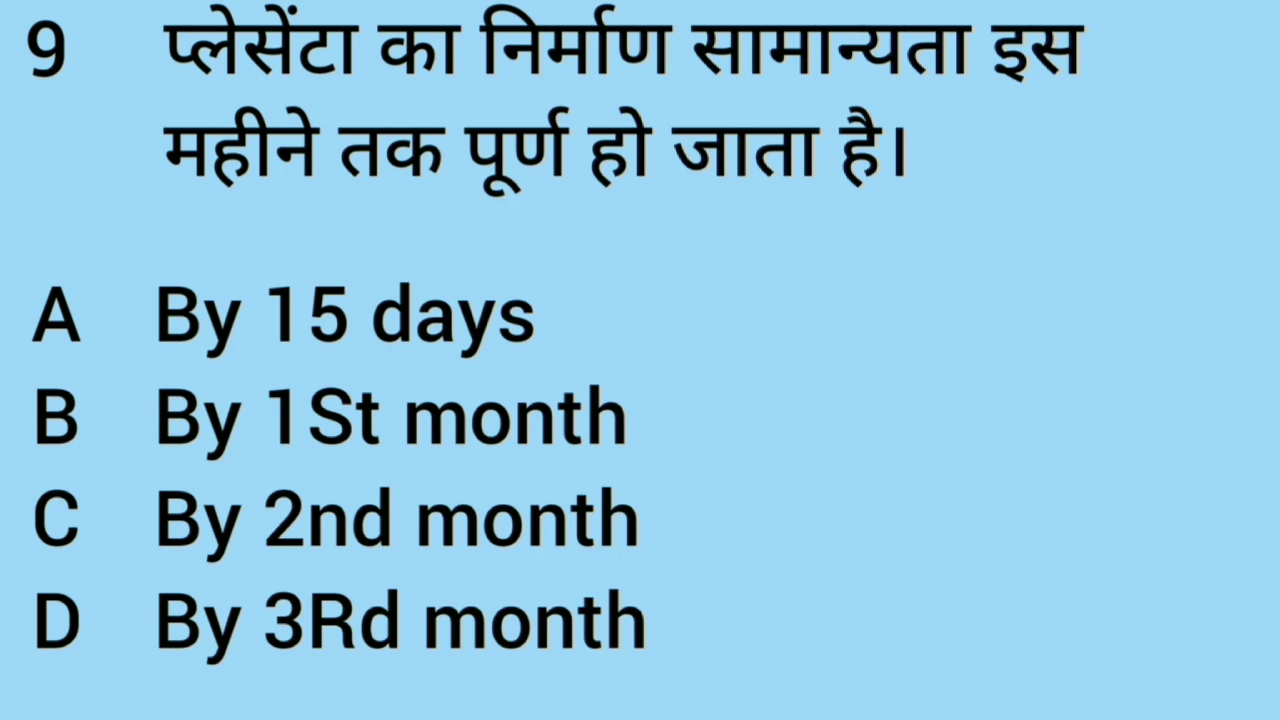 9 प्लेसेंटा का निर्माण सामान्यता इस
महीने तक पूर्ण हो जाता है।
A By 15 days
B By 1St month
C By 2nd month
D By 3Rd month